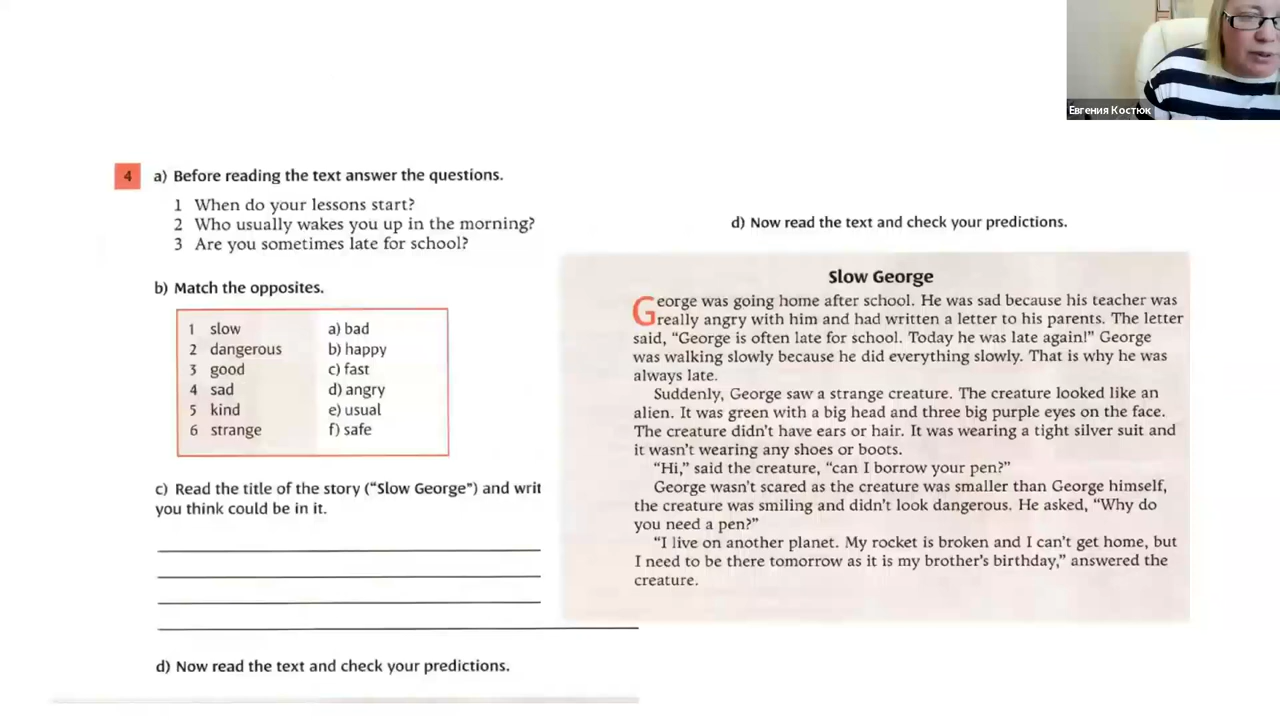 Евгения Костюк
4 a) Before reading the text answer the questions.
1 When do your lessons start?
2 Who usually wakes you up in the morning?
3 Are you sometimes late for school?
b) Match the opposites.
1 slow a) bad
2 dangerous b) happy
3 good c) fast
4 sad d) angry
5 kind e) usual
6 strange f) safe
c) Read the title of the story ("Slow George") and writ
you think could be in it.
d) Now read the text and check your predictions.
d) Now read the text and check your predictions.
Slow George
George was going home after school. He was sad because his teacher was
really angry with him and had written a letter to his parents. The letter
said, "George is often late for school. Today he was late again!" George
was walking slowly because he did everything slowly. That is why he was
always late.
Suddenly, George saw a strange creature. The creature looked like an
alien. It was green with a big head and three big purple eyes on the face.
The creature didn't have ears or hair. It was wearing a tight silver suit and
it wasn't wearing any shoes or boots.
"Hi," said the creature, "can I borrow your pen?"
George wasn't scared as the creature was smaller than George himself,
the creature was smiling and didn't look dangerous. He asked, "Why do
you need a pen?"
"I live on another planet. My rocket is broken and I can't get home, but
I need to be there tomorrow as it is my brother's birthday," answered the
creature.